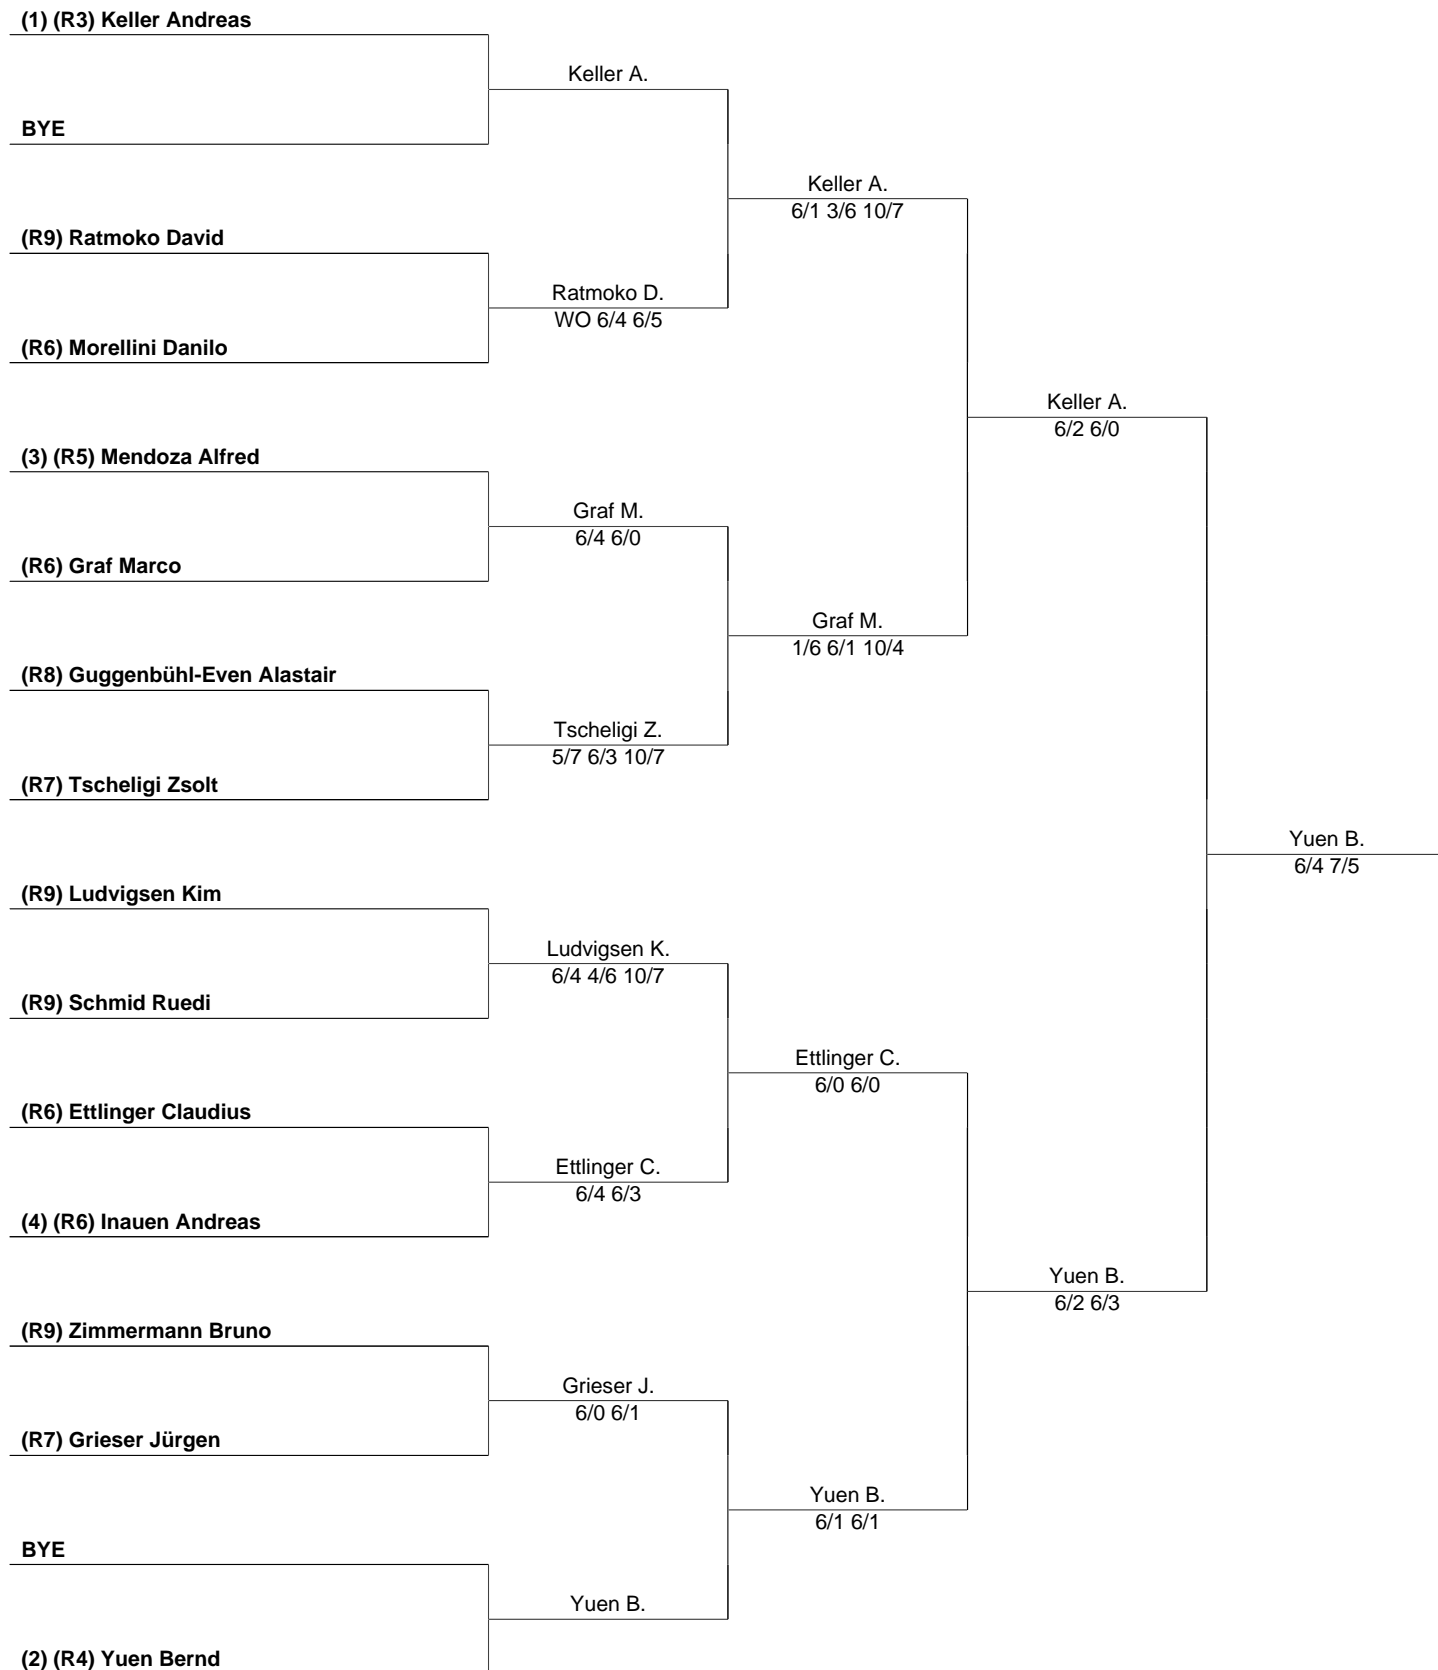 (1) (R3) Keller Andreas
Keller A.
BYE
Keller A.
6/1 3/6 10/7
(R9) Ratmoko David
Ratmoko D.
WO 6/4 6/5
(R6) Morellini Danilo
Keller A.
6/2 6/0
(3) (R5) Mendoza Alfred
Graf M.
6/4 6/0
(R6) Graf Marco
Graf M.
1/6 6/1 10/4
(R8) Guggenbühl-Even Alastair
Tscheligi Z.
5/7 6/3 10/7
(R7) Tscheligi Zsolt
Yuen B.
6/4 7/5
(R9) Ludvigsen Kim
Ludvigsen K.
6/4 4/6 10/7
(R9) Schmid Ruedi
Ettlinger C.
6/0 6/0
(R6) Ettlinger Claudius
Ettlinger C.
6/4 6/3
(4) (R6) Inauen Andreas
Yuen B.
6/2 6/3
(R9) Zimmermann Bruno
Grieser J.
6/0 6/1
(R7) Grieser Jürgen
Yuen B.
6/1 6/1
BYE
Yuen B.
(2) (R4) Yuen Bernd